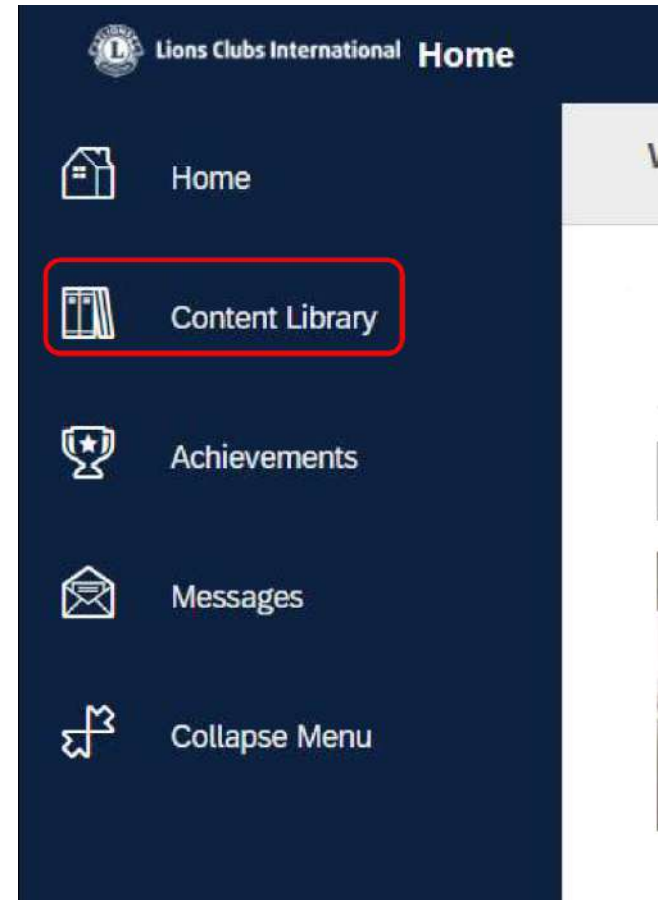 Lions Clubs International Home
Home
Content Library
Achievements
Messages
Collapse Menu